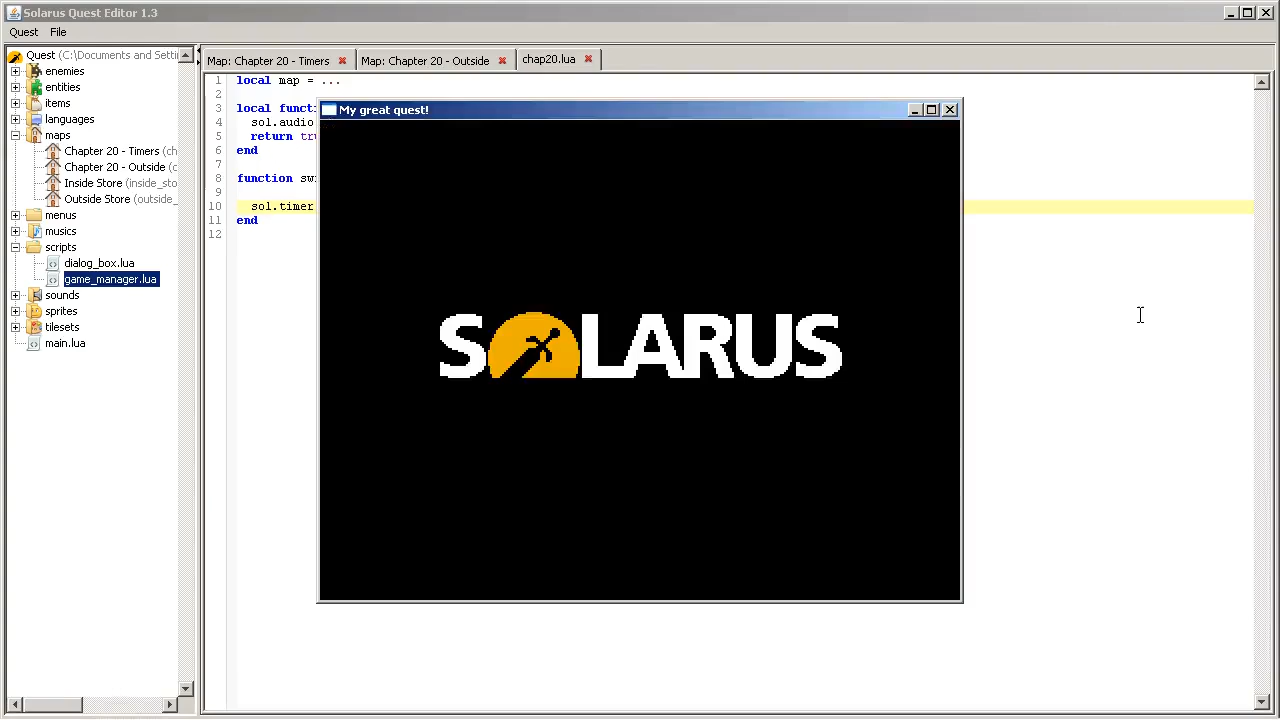 Solarus Quest Editor 1.3
Quest File
Quest (C:\Documents and Setti
enemies
entities
items
languages
maps
Chapter 20 - Timers (ch
Chapter 20 - Outside (c
Inside Store (inside_sto
Outside Store (outside_
menus
musics
scripts
dialog_box.lua
game_manager.lua
sounds
sprites
tilesets
main.lua
Map: Chapter 20 - Timers
Map: Chapter 20 - Outside
chap20.lua
1 local map = ...
2
3 local functi
4 sol.audio
5 return tru
6 end
7
8 function sw
9
10 sol.timer
11 end
12
My great quest!
SOLARUS